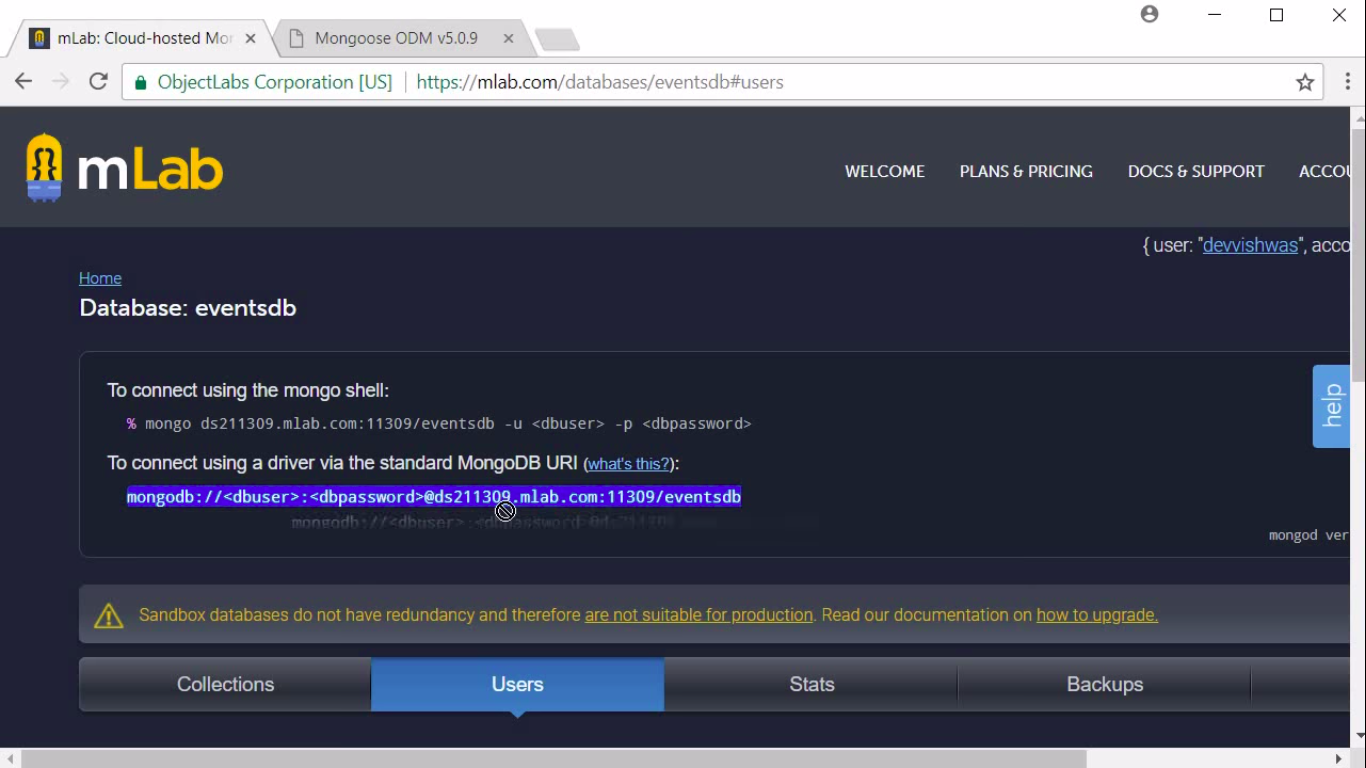 mLab: Cloud-hosted Mon
Mongoose ODM v5.0.9
ObjectLabs Corporation [US]
https://mlab.com/databases/eventsdb#users
mLab
WELCOME
PLANS & PRICING
DOCS & SUPPORT
ACCOU
{ user: "devvishwas", acco
Home
Database: eventsdb
To connect using the mongo shell:
% mongo ds211309.mlab.com:11309/eventsdb -u <dbuser> -p <dbpassword>
To connect using a driver via the standard MongoDB URI (what's this?):
mongodb://<dbuser>:<dbpassword>@ds211309.mlab.com:11309/eventsdb
mongodb://<dbuser>:<dbpassword>@ds211309
mongod ver
help
Sandbox databases do not have redundancy and therefore are not suitable for production. Read our documentation on how to upgrade.
Collections
Users
Stats
Backups